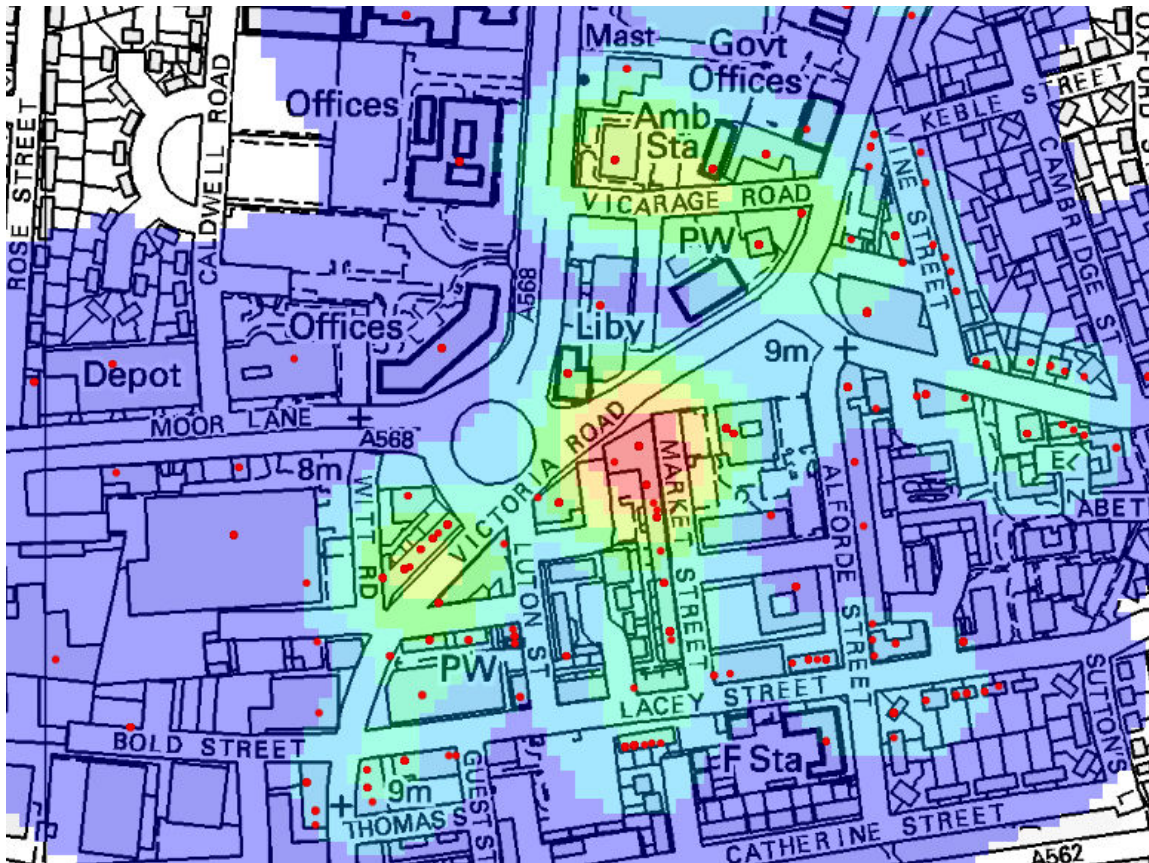 Mast
Govt
Offices
OXFORD
KEBLE STREET
Offices
Amb
Sta
CALDWELL ROAD
ROSE STREET
VINE STREET
CAMBRIDGE ST
VICARAGE ROAD
PW
A568
Liby
Offices
9m
Depot
MOOR LANE
A568
8m
VICTORIA ROAD
MARKET STREET
WITT RD
LUTON ST
ALFORDE STREET
ABET
PW
LACEY STREET
SUTTON'S
BOLD STREET
F Sta
GUEST ST
9m
THOMAS S
CATHERINE STREET
A562